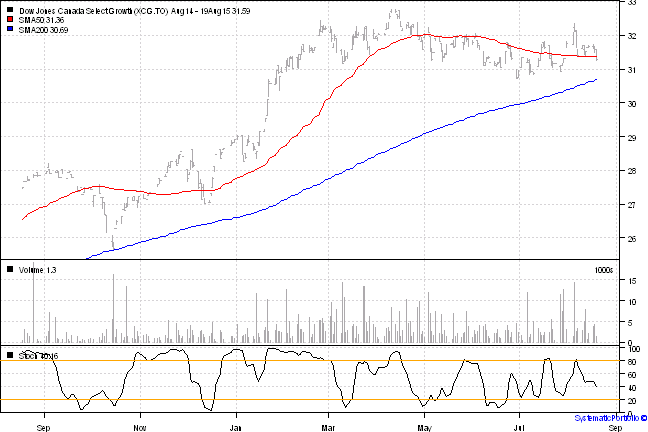 Dow Jones Canada Select Growth (XCG.TO) Aug14 - 19Aug15 31.59
SMA50 31.36
SMA200 30.69
33
32
31
30
29
28
27
26
Volume 1.3
1000s
15
10
5
0
100
80
60
40
20
0
Sep
Nov
Jan
Mar
May
Jul
Sep
SystematicPortfolio ©